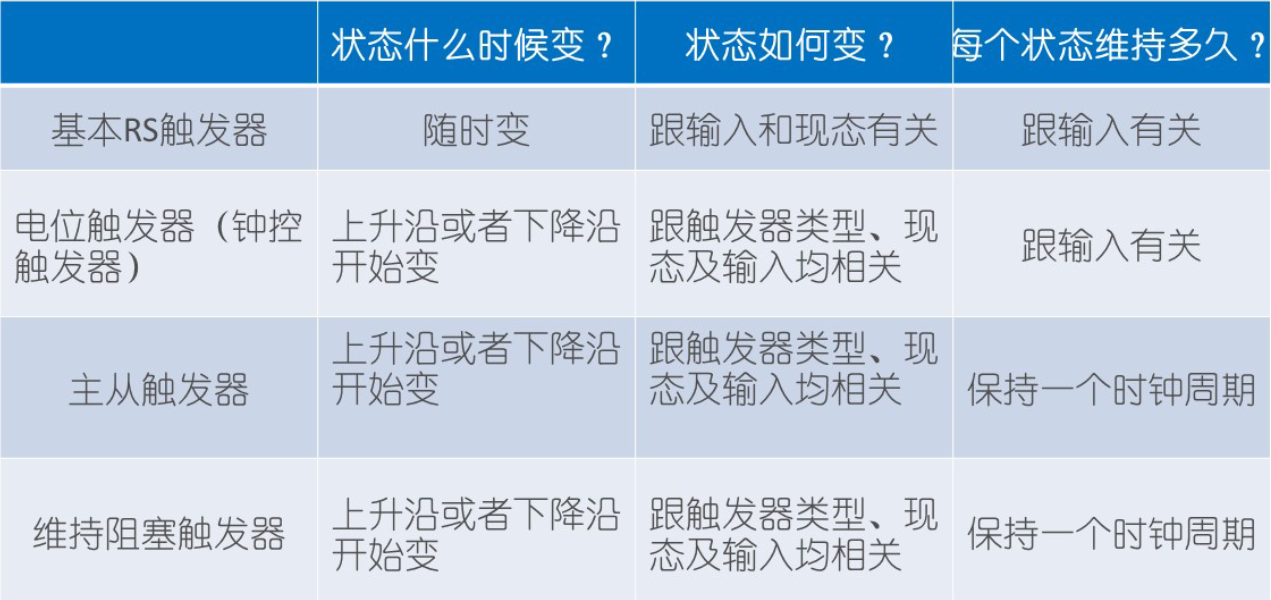 状态什么时候变？
状态如何变？
每个状态维持多久？
基本RS触发器
随时变
跟输入和现态有关
跟输入有关
电位触发器（钟控
触发器）
上升沿或者下降沿
开始变
跟触发器类型、现
态及输入均相关
跟输入有关
主从触发器
上升沿或者下降沿
开始变
跟触发器类型、现
态及输入均相关
保持一个时钟周期
维持阻塞触发器
上升沿或者下降沿
开始变
跟触发器类型、现
态及输入均相关
保持一个时钟周期